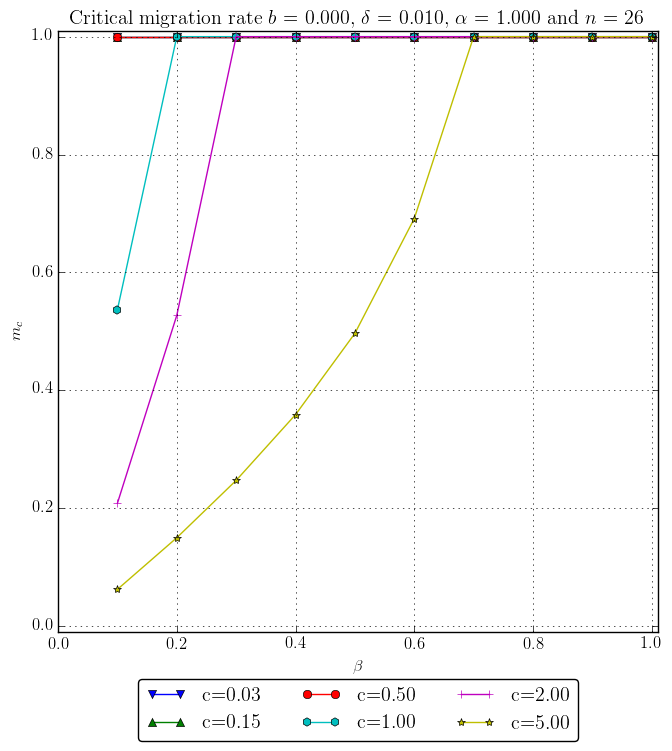 Critical migration rate b = 0.000, δ = 0.010, α = 1.000 and n = 26
1.0
0.8
0.6
0.4
0.2
0.0
m_c
0.0 0.2 0.4 0.6 0.8 1.0
β
c=0.03 c=0.50 c=2.00
c=0.15 c=1.00 c=5.00